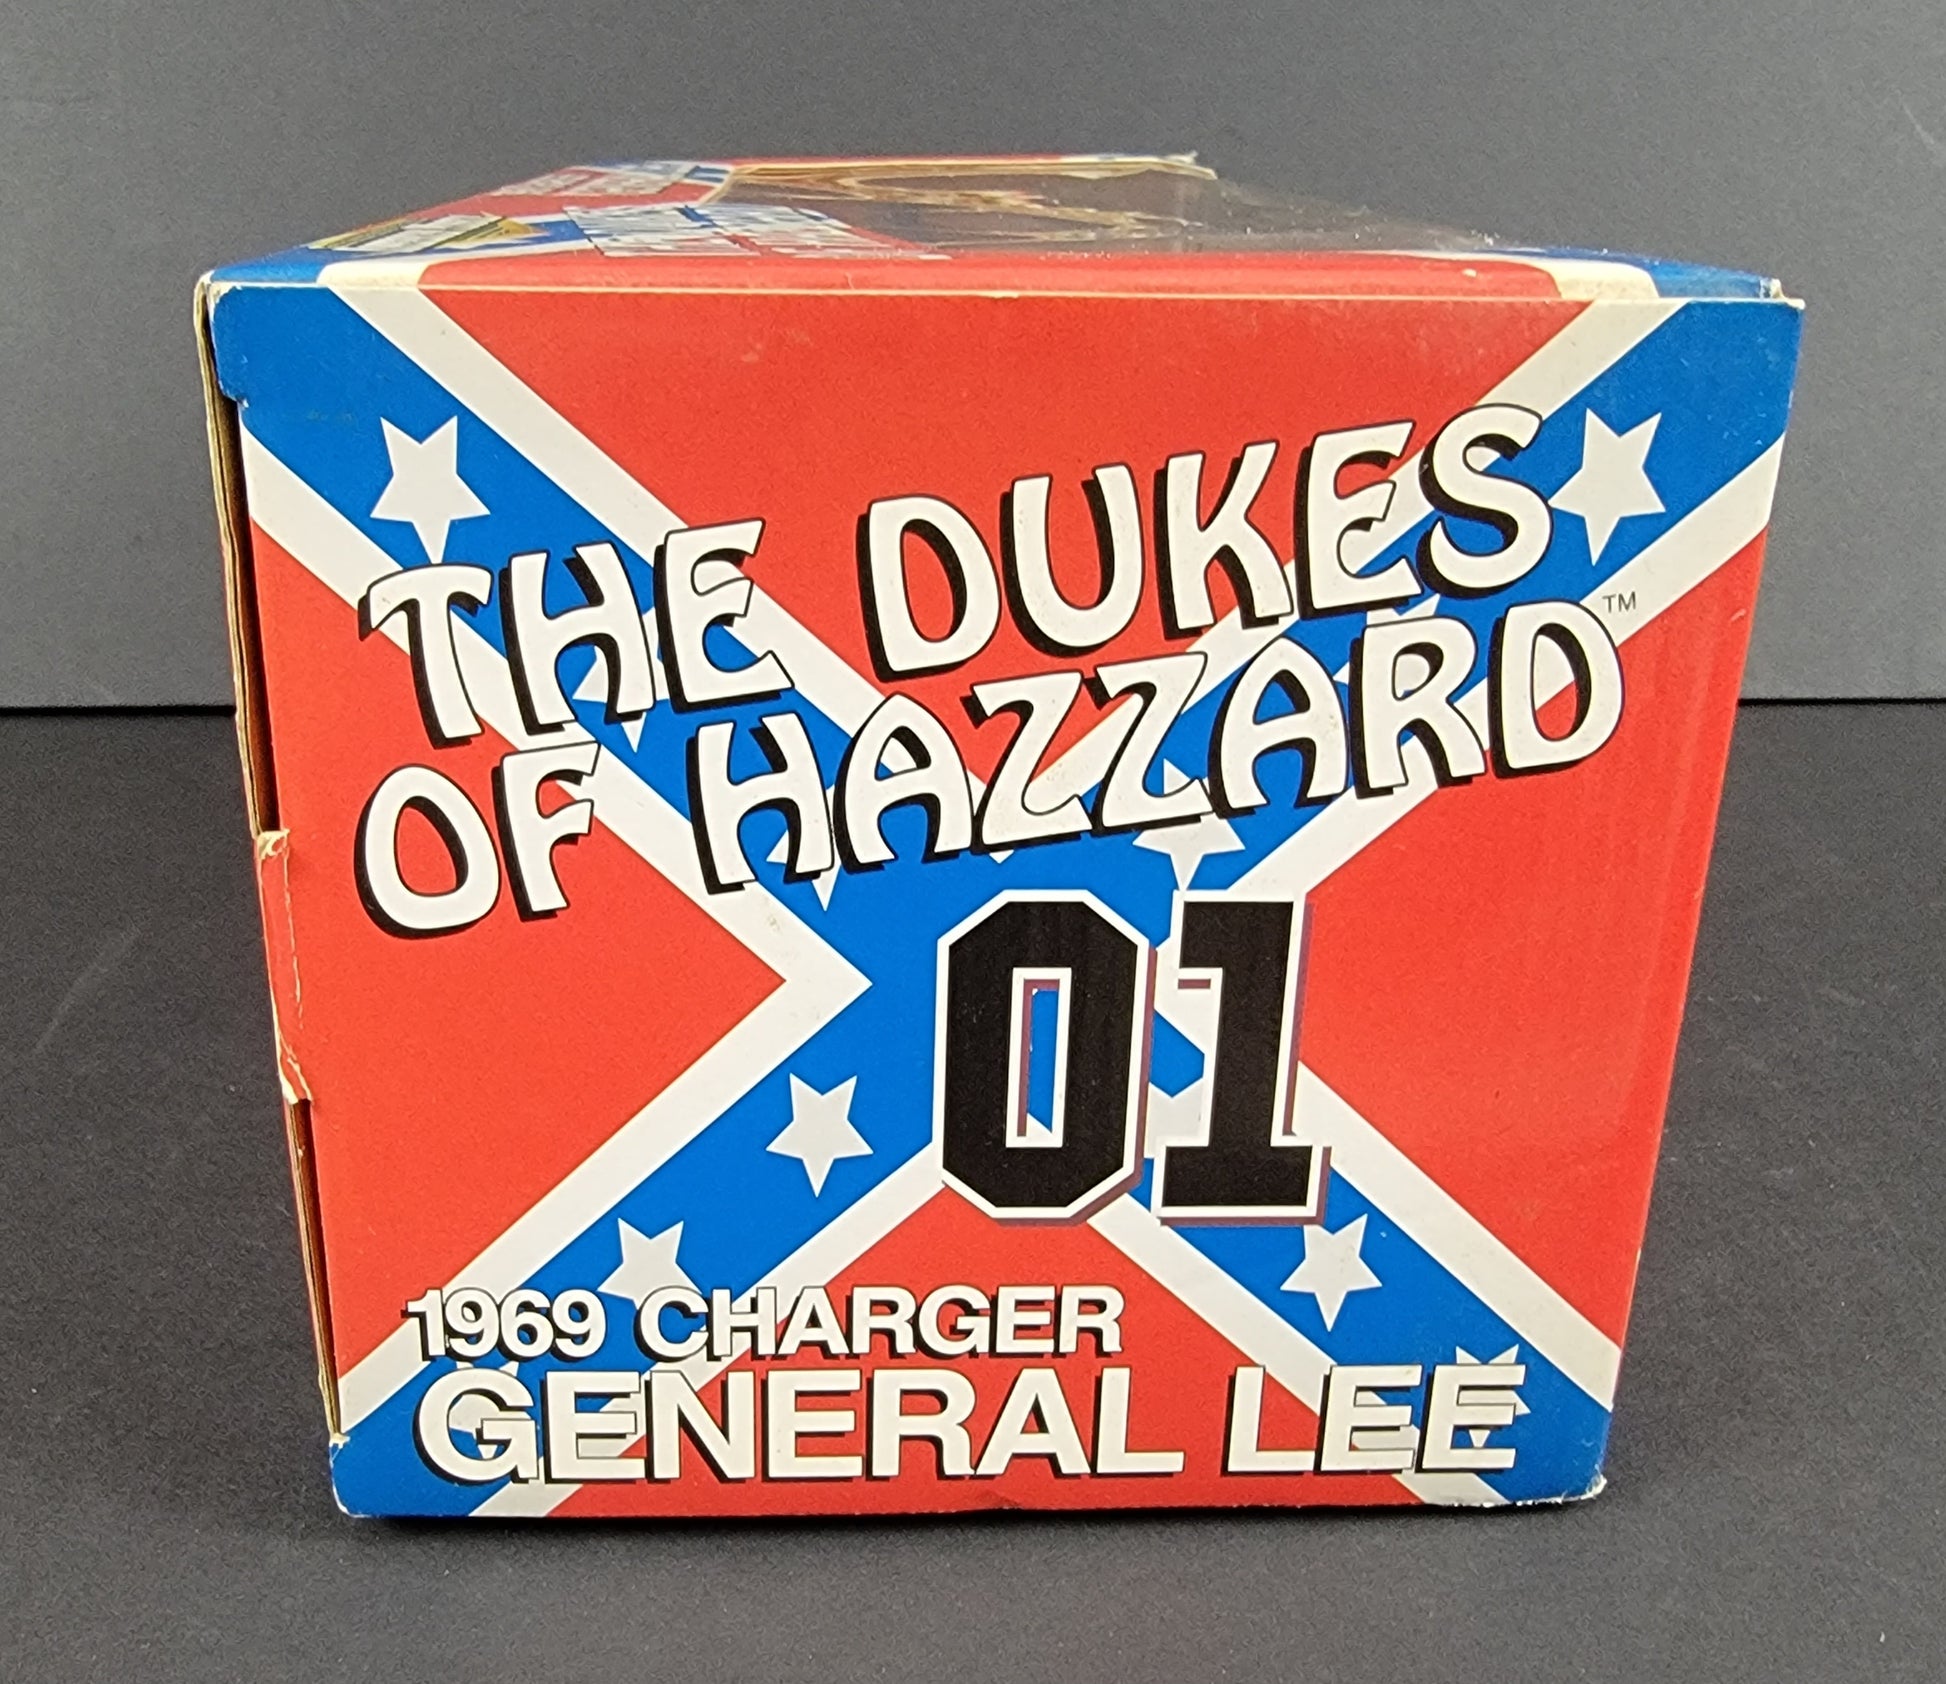 THE DUKES
OF HAZZARD™
01
1969 CHARGER
GENERAL LEE